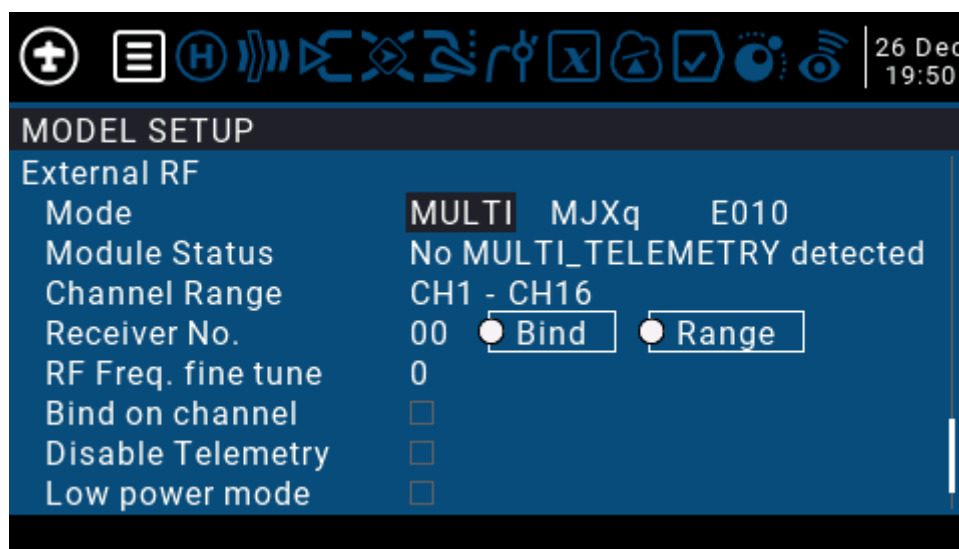 26 Dec
19:50
MODEL SETUP
External RF
Mode MULTI MJXq E010
Module Status No MULTI_TELEMETRY detected
Channel Range CH1 - CH16
Receiver No. 00 Bind Range
RF Freq. fine tune 0
Bind on channel
Disable Telemetry
Low power mode